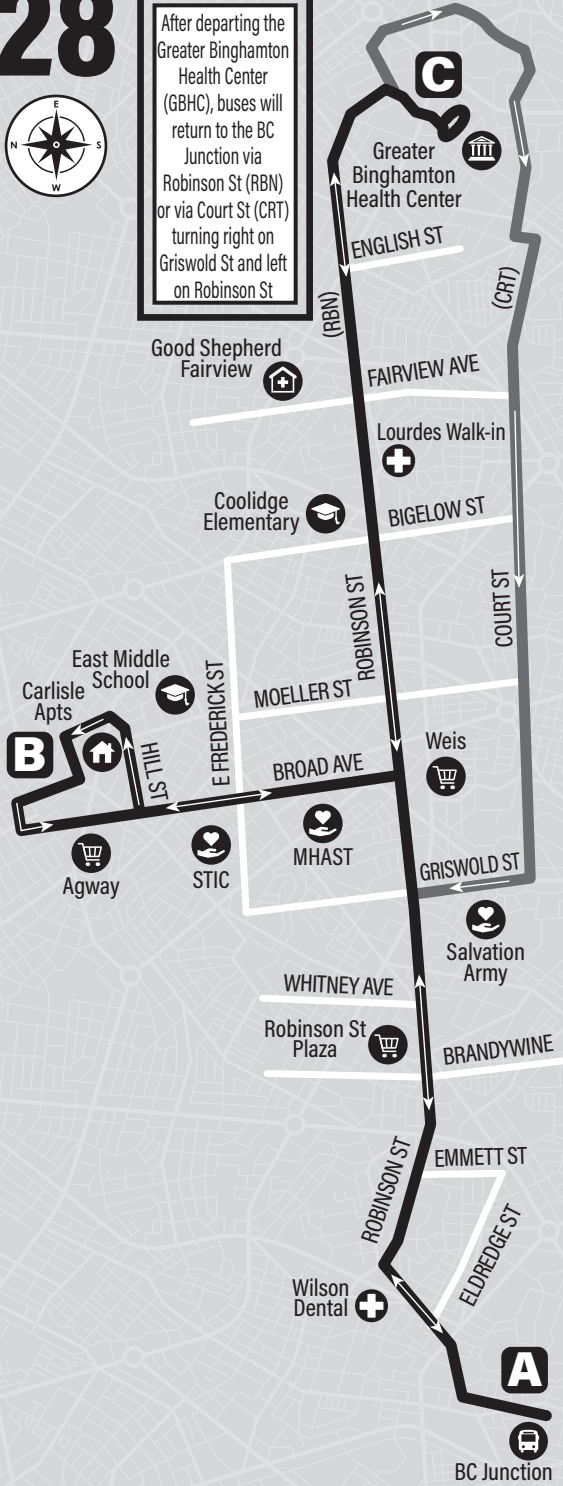 28
After departing the
Greater Binghamton
Health Center
(GBHC), buses will
return to the BC
Junction via
Robinson St (RBN)
or via Court St (CRT)
turning right on
Griswold St and left
on Robinson St
E
N
S
W
C
Greater
Binghamton
Health Center
ENGLISH ST
(RBN)
(CRT)
Good Shepherd
Fairview
FAIRVIEW AVE
Lourdes Walk-in
Coolidge
Elementary
BIGELOW ST
ROBINSON ST
COURT ST
East Middle
School
Carlisle
Apts
B
HILL ST
E FREDERICK ST
MOELLER ST
BROAD AVE
Weis
Agway
STIC
MHAST
GRISWOLD ST
Salvation
Army
WHITNEY AVE
Robinson St
Plaza
BRANDYWINE
ROBINSON ST
EMMETT ST
ELDREDGE ST
Wilson
Dental
A
BC Junction